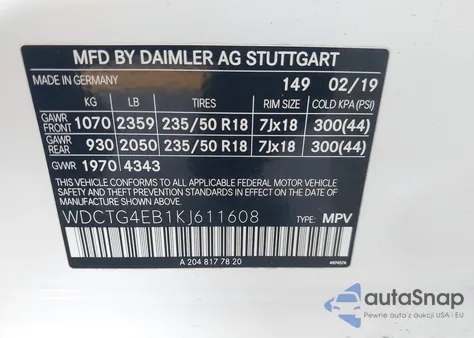 MFD BY DAIMLER AG STUTTGART
MADE IN GERMANY 149 02/19
KG LB TIRES RIM SIZE COLD KPA (PSI)
GAWR FRONT 1070 2359 235/50 R18 7Jx18 300(44)
GAWR REAR 930 2050 235/50 R18 7Jx18 300(44)
GVWR 1970 4343
THIS VEHICLE CONFORMS TO ALL APPLICABLE FEDERAL MOTOR VEHICLE
SAFETY AND THEFT PREVENTION STANDARDS IN EFFECT ON THE DATE OF
MANUFACTURE SHOWN ABOVE.
WDCTG4EB1KJ611608 TYPE: MPV
A 204 817 78 20
autoSnap
Pewne auta z aukcji USA i EU